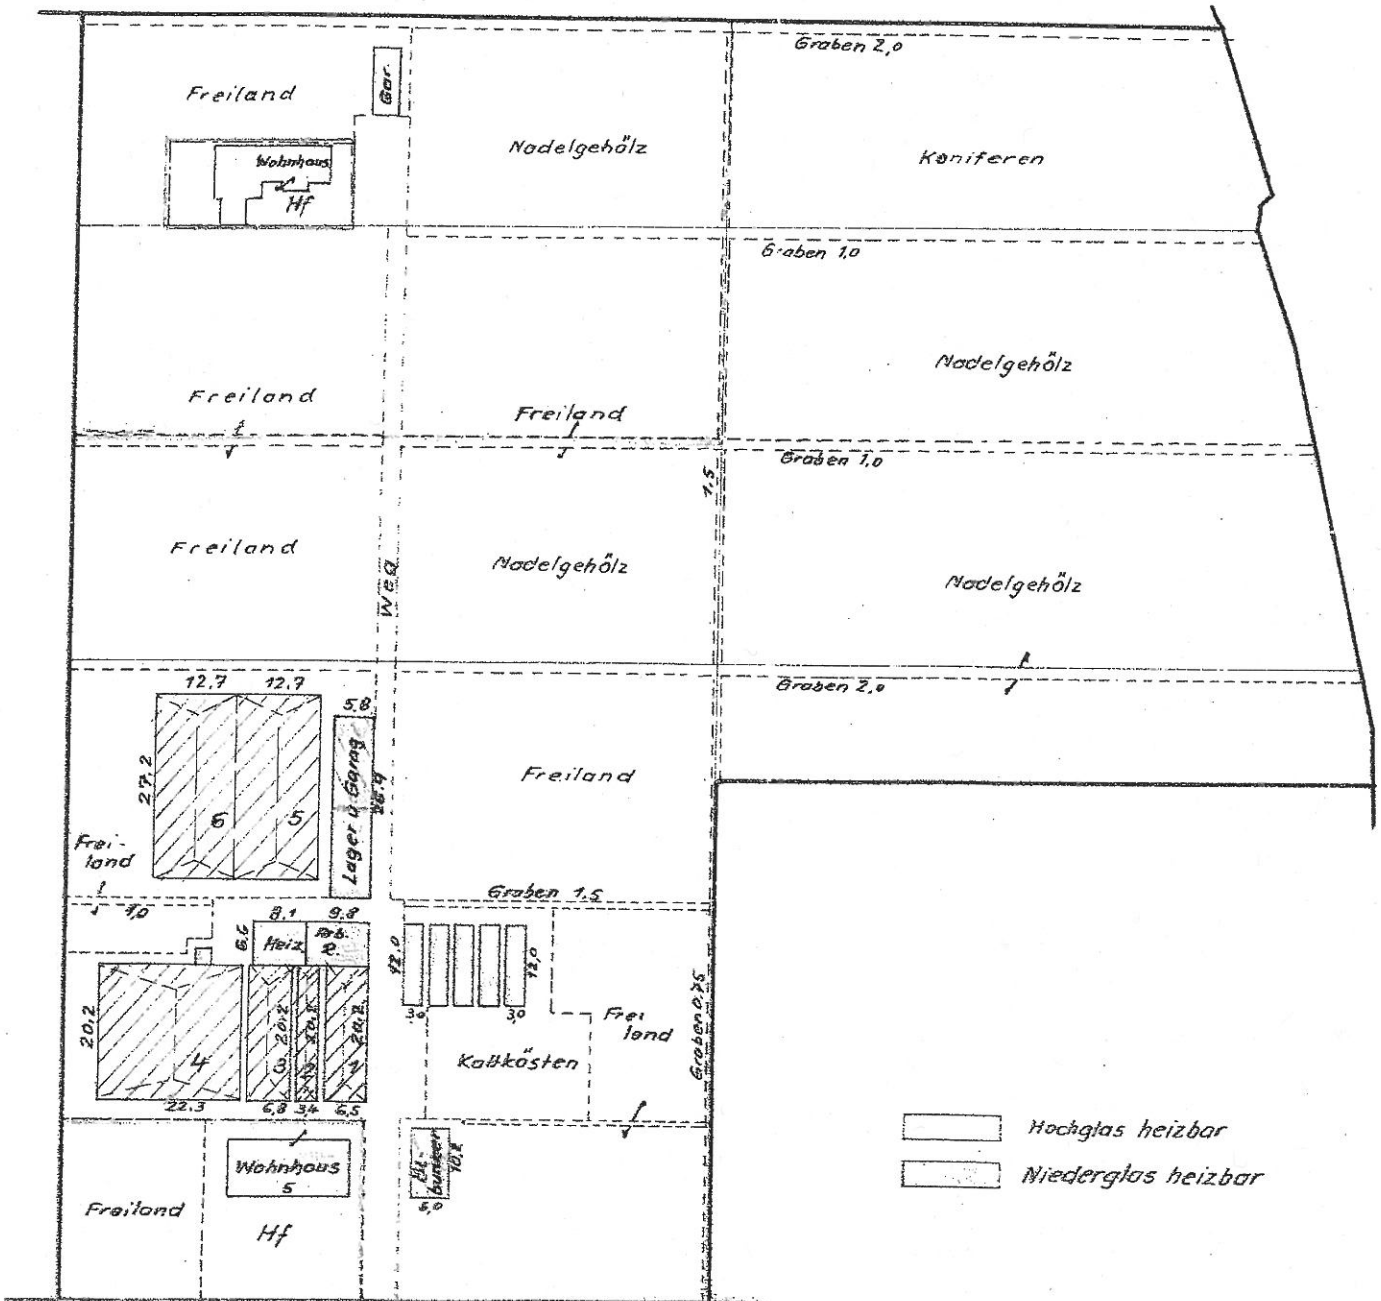 Graben 2,0
Freiland
Gar.
Wohnhaus
Hf
Nadelgehölz
Koniferen
Graben 1,0
Freiland
Freiland
Nadelgehölz
Graben 1,0
1,5
Freiland
Weg
Nadelgehölz
Nadelgehölz
Graben 2,0
12,7
12,7
5,8
27,2
6
5
Lager u Garag
Freiland
Frei-
land
1,0
Graben 1,5
8,1
9,8
6,6
Heiz
12,0
12,0
3,0
3,0
Frei
land
Graben 0,75
20,2
4
22,3
20,2
3
6,8
20,2
3,4
20,2
1
6,5
Kaltkästen
Wohnhaus
5
Hf
Freiland
bunker
6,0
Hochglas heizbar
Niederglas heizbar